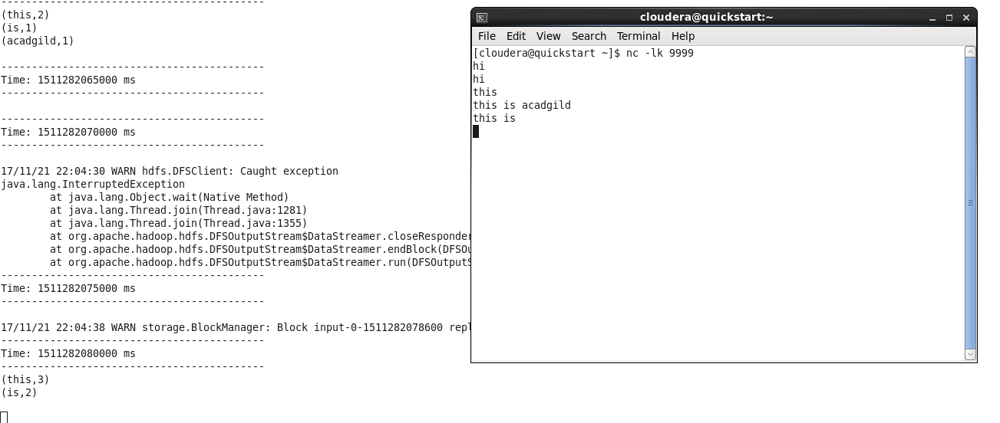 -------------------------------------------
(this,2)
(is,1)
(acadgild,1)
-------------------------------------------
Time: 1511282065000 ms
-------------------------------------------
-------------------------------------------
Time: 1511282070000 ms
-------------------------------------------
17/11/21 22:04:30 WARN hdfs.DFSClient: Caught exception
java.lang.InterruptedException
        at java.lang.Object.wait(Native Method)
        at java.lang.Thread.join(Thread.java:1281)
        at java.lang.Thread.join(Thread.java:1355)
        at org.apache.hadoop.hdfs.DFSOutputStream$DataStreamer.closeResponder
        at org.apache.hadoop.hdfs.DFSOutputStream$DataStreamer.endBlock(DFSOu
        at org.apache.hadoop.hdfs.DFSOutputStream$DataStreamer.run(DFSOutputS
-------------------------------------------
Time: 1511282075000 ms
-------------------------------------------
17/11/21 22:04:38 WARN storage.BlockManager: Block input-0-1511282078600 repl
-------------------------------------------
Time: 1511282080000 ms
-------------------------------------------
(this,3)
(is,2)
cloudera@quickstart:~
File Edit View Search Terminal Help
[cloudera@quickstart ~]$ nc -lk 9999
hi
hi
this
this is acadgild
this is